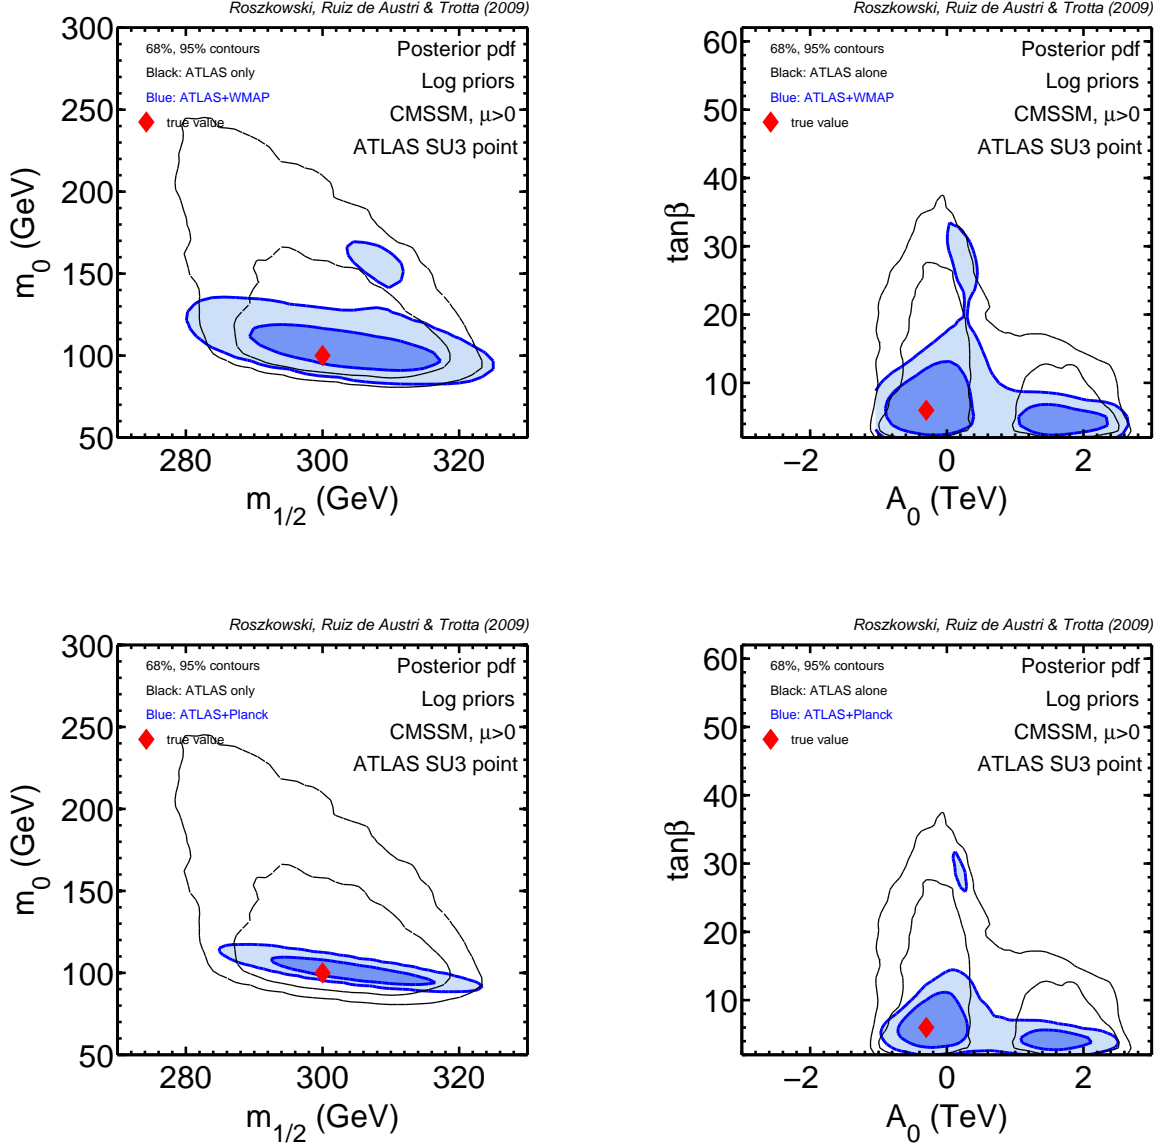 Roszkowski, Ruiz de Austri & Trotta (2009)
300
250
200
150
100
50
m0 (GeV)
68%, 95% contours
Black: ATLAS only
Blue: ATLAS+WMAP
true value
Posterior pdf
Log priors
CMSSM, μ>0
ATLAS SU3 point
280
300
320
m1/2 (GeV)
Roszkowski, Ruiz de Austri & Trotta (2009)
60
50
40
30
20
10
tanβ
68%, 95% contours
Black: ATLAS alone
Blue: ATLAS+WMAP
true value
Posterior pdf
Log priors
CMSSM, μ>0
ATLAS SU3 point
−2
0
2
A0 (TeV)
Roszkowski, Ruiz de Austri & Trotta (2009)
300
250
200
150
100
50
m0 (GeV)
68%, 95% contours
Black: ATLAS only
Blue: ATLAS+Planck
true value
Posterior pdf
Log priors
CMSSM, μ>0
ATLAS SU3 point
280
300
320
m1/2 (GeV)
Roszkowski, Ruiz de Austri & Trotta (2009)
60
50
40
30
20
10
tanβ
68%, 95% contours
Black: ATLAS alone
Blue: ATLAS+Planck
true value
Posterior pdf
Log priors
CMSSM, μ>0
ATLAS SU3 point
−2
0
2
A0 (TeV)